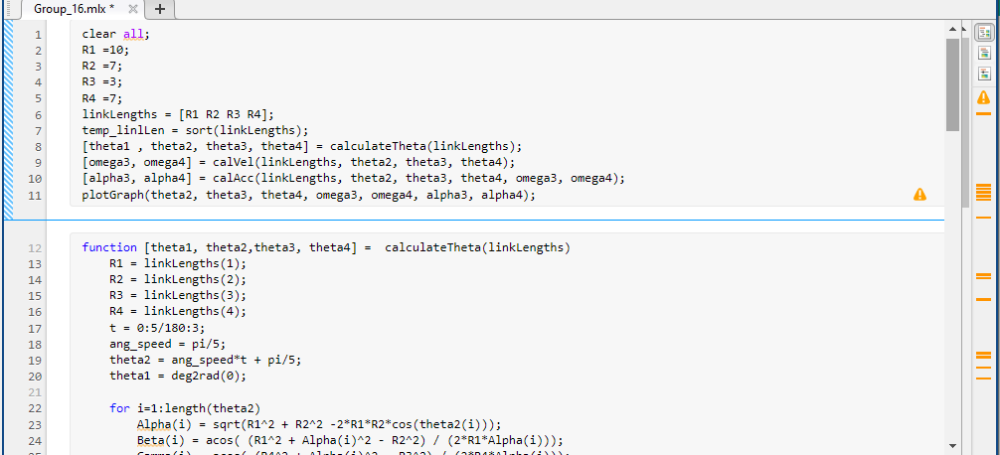 Group_16.mlx * × +
1 clear all;
2 R1 =10;
3 R2 =7;
4 R3 =3;
5 R4 =7;
6 linkLengths = [R1 R2 R3 R4];
7 temp_linlLen = sort(linkLengths);
8 [theta1 , theta2, theta3, theta4] = calculateTheta(linkLengths);
9 [omega3, omega4] = calVel(linkLengths, theta2, theta3, theta4);
10 [alpha3, alpha4] = calAcc(linkLengths, theta2, theta3, theta4, omega3, omega4);
11 plotGraph(theta2, theta3, theta4, omega3, omega4, alpha3, alpha4);
12 function [theta1, theta2,theta3, theta4] =  calculateTheta(linkLengths)
13 R1 = linkLengths(1);
14 R2 = linkLengths(2);
15 R3 = linkLengths(3);
16 R4 = linkLengths(4);
17 t = 0:5/180:3;
18 ang_speed = pi/5;
19 theta2 = ang_speed*t + pi/5;
20 theta1 = deg2rad(0);
21
22 for i=1:length(theta2)
23 Alpha(i) = sqrt(R1^2 + R2^2 -2*R1*R2*cos(theta2(i)));
24 Beta(i) = acos( (R1^2 + Alpha(i)^2 - R2^2) / (2*R1*Alpha(i)));